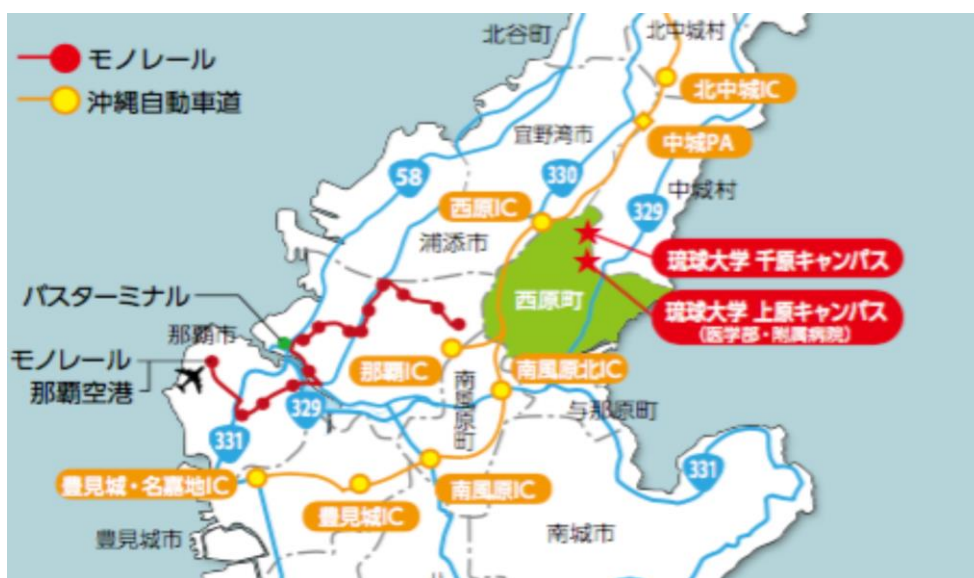 モノレール
沖縄自動車道
北谷町
北中城村
北中城IC
宜野湾市
中城PA
58
330
中城村
西原IC
329
浦添市
琉球大学 千原キャンパス
バスターミナル
西原町
琉球大学 上原キャンパス
(医学部・附属病院)
那覇市
モノレール
那覇空港
那覇IC
南風原北IC
南風原町
329
与那原町
331
331
豊見城・名嘉地IC
南風原IC
豊見城IC
南城市
豊見城市